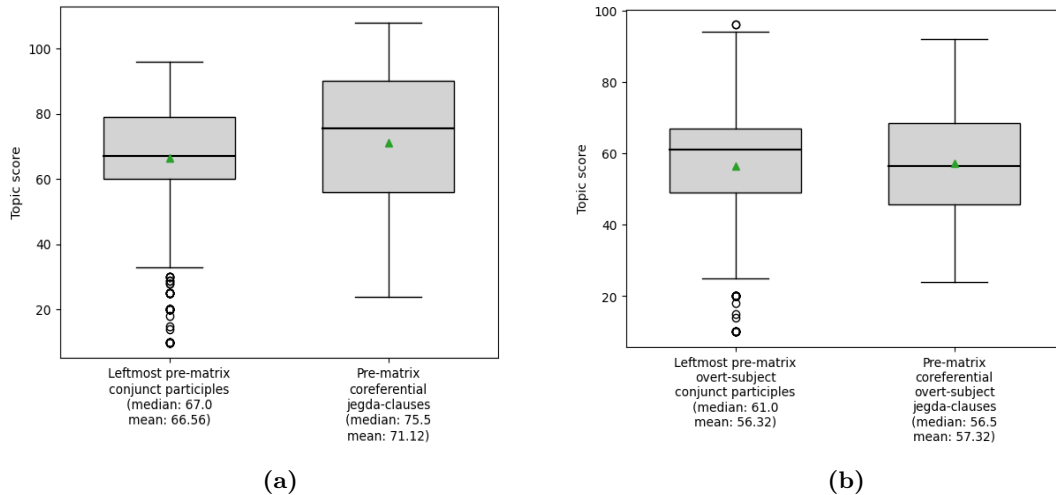 Topic score
100
80
60
40
20
Leftmost pre-matrix
conjunct participles
(median: 67.0
mean: 66.56)
Pre-matrix
coreferential
jegda-clauses
(median: 75.5
mean: 71.12)
(a)
Topic score
100
80
60
40
20
Leftmost pre-matrix
overt-subject
conjunct participles
(median: 61.0
mean: 56.32)
Pre-matrix
coreferential
overt-subject
jegda-clauses
(median: 56.5
mean: 57.32)
(b)